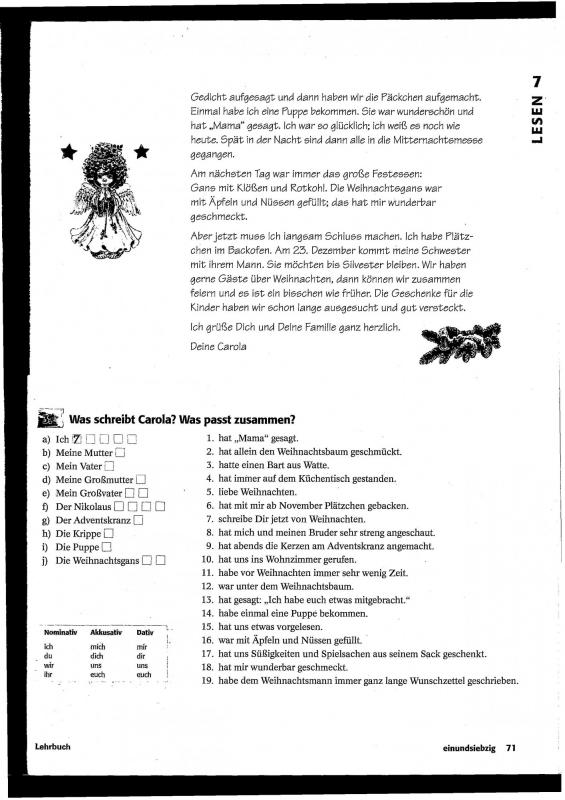 7
LESEN
Gedicht aufgesagt und dann haben wir die Päckchen aufgemacht.
Einmal habe ich eine Puppe bekommen. Sie war wunderschön und
hat „Mama" gesagt. Ich war so glücklich; ich weiß es noch wie
heute. Spät in der Nacht sind dann alle in die Mitternachtsmesse
gegangen.
Am nächsten Tag war immer das große Festessen:
Gans mit Klößen und Rotkohl. Die Weihnachtsgans war
mit Äpfeln und Nüssen gefüllt; das hat mir wunderbar
geschmeckt.
Aber jetzt muss ich langsam Schluss machen. Ich habe Plätz-
chen im Backofen. Am 23. Dezember kommt meine Schwester
mit ihrem Mann. Sie möchten bis Silvester bleiben. Wir haben
gerne Gäste über Weihnachten, dann können wir zusammen
feiern und es ist ein bisschen wie früher. Die Geschenke für die
Kinder haben wir schon lange ausgesucht und gut versteckt.
Ich grüße Dich und Deine Familie ganz herzlich.
Deine Carola
Was schreibt Carola? Was passt zusammen?
a) Ich 7
b) Meine Mutter
c) Mein Vater
d) Meine Großmutter
e) Mein Großvater
f) Der Nikolaus
g) Der Adventskranz
h) Die Krippe
i) Die Puppe
j) Die Weihnachtsgans
1. hat „Mama" gesagt.
2. hat allein den Weihnachtsbaum geschmückt.
3. hatte einen Bart aus Watte.
4. hat immer auf dem Küchentisch gestanden.
5. liebe Weihnachten.
6. hat mit mir ab November Plätzchen gebacken.
7. schreibe Dir jetzt von Weihnachten.
8. hat mich und meinen Bruder sehr streng angeschaut.
9. hat abends die Kerzen am Adventskranz angemacht.
10. hat uns ins Wohnzimmer gerufen.
11. habe vor Weihnachten immer sehr wenig Zeit.
12. war unter dem Weihnachtsbaum.
13. hat gesagt: „Ich habe euch etwas mitgebracht."
14. habe einmal eine Puppe bekommen.
15. hat uns etwas vorgelesen.
16. war mit Äpfeln und Nüssen gefüllt.
17. hat uns Süßigkeiten und Spielsachen aus seinem Sack geschenkt.
18. hat mir wunderbar geschmeckt.
19. habe dem Weihnachtsmann immer ganz lange Wunschzettel geschrieben.
Nominativ Akkusativ Dativ
ich mich mir
du dich dir
wir uns uns
ihr euch euch
Lehrbuch
einundsiebzig 71